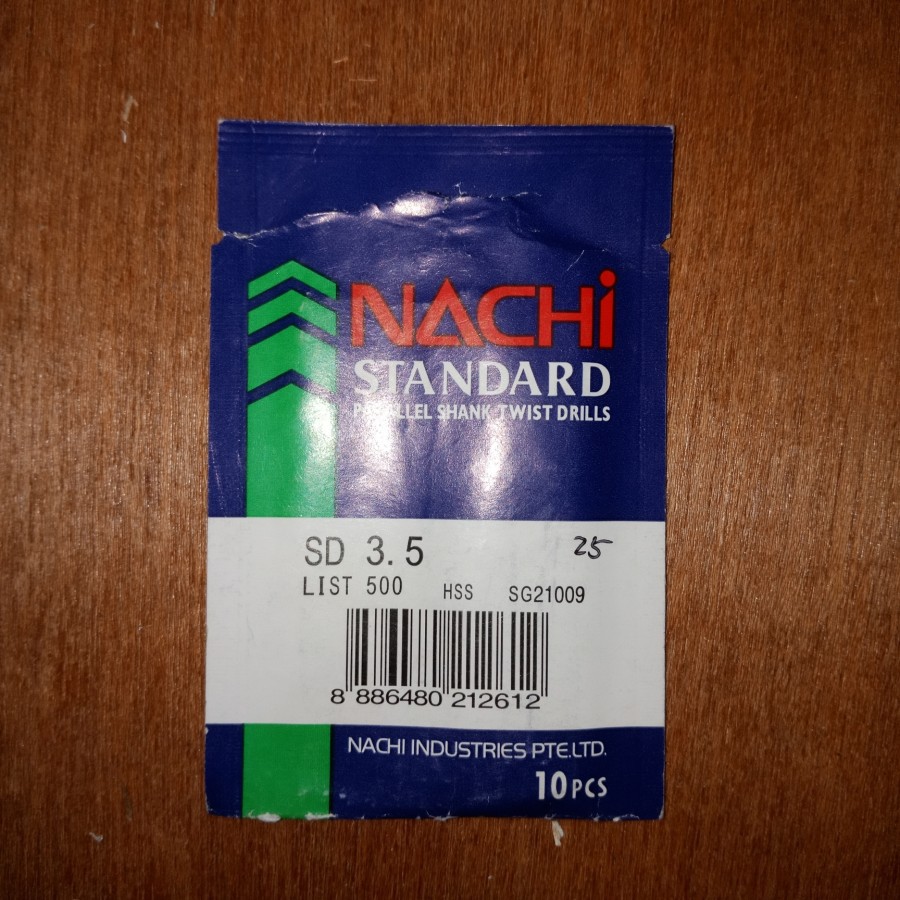 NACHi
STANDARD
PARALLEL SHANK TWIST DRILLS
SD 3.5 25
LIST 500 HSS SG21009
8 886480 212612
NACHI INDUSTRIES PTE.LTD.
10PCS